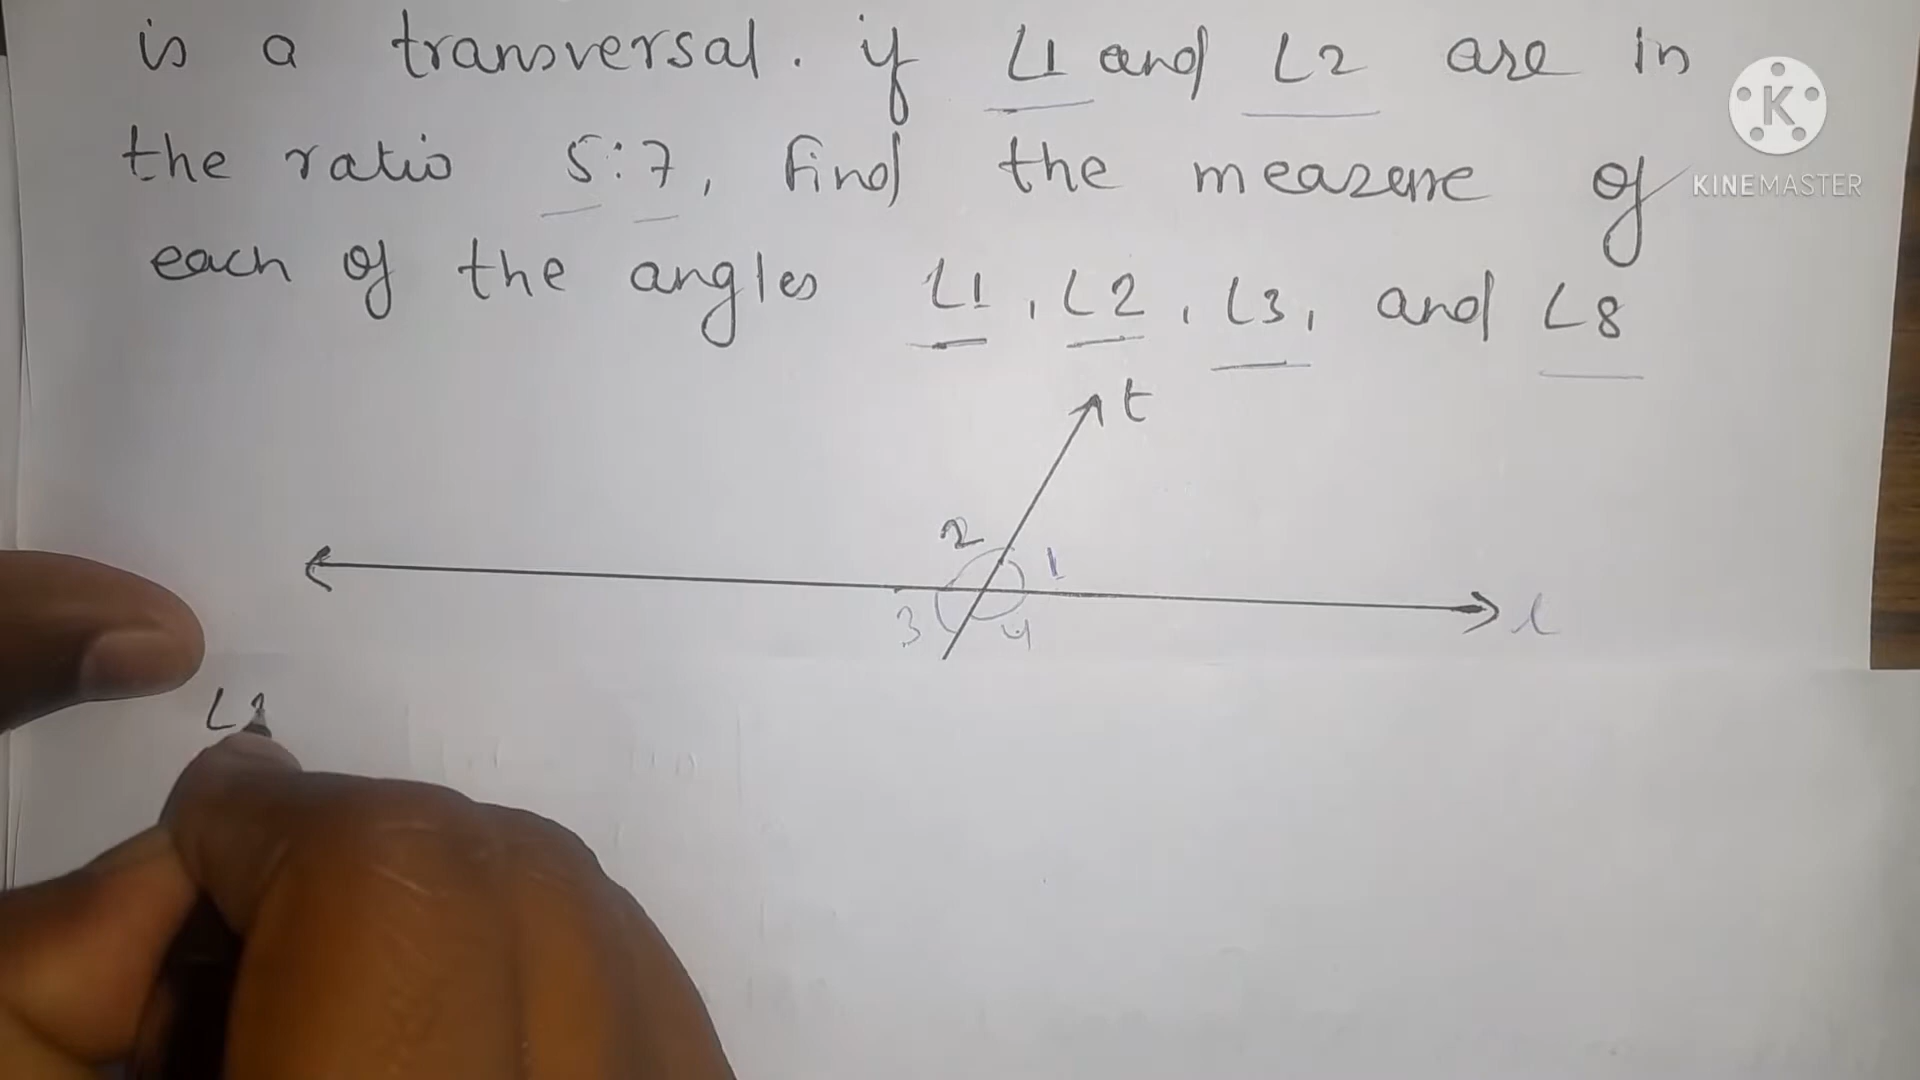 is a transversal. if ∠1 and ∠2 are in
the ratio 5:7, find the measure of
each of the angles ∠1, ∠2, ∠3, and ∠8
K
KINEMASTER
t
2
1
3
4
l
∠